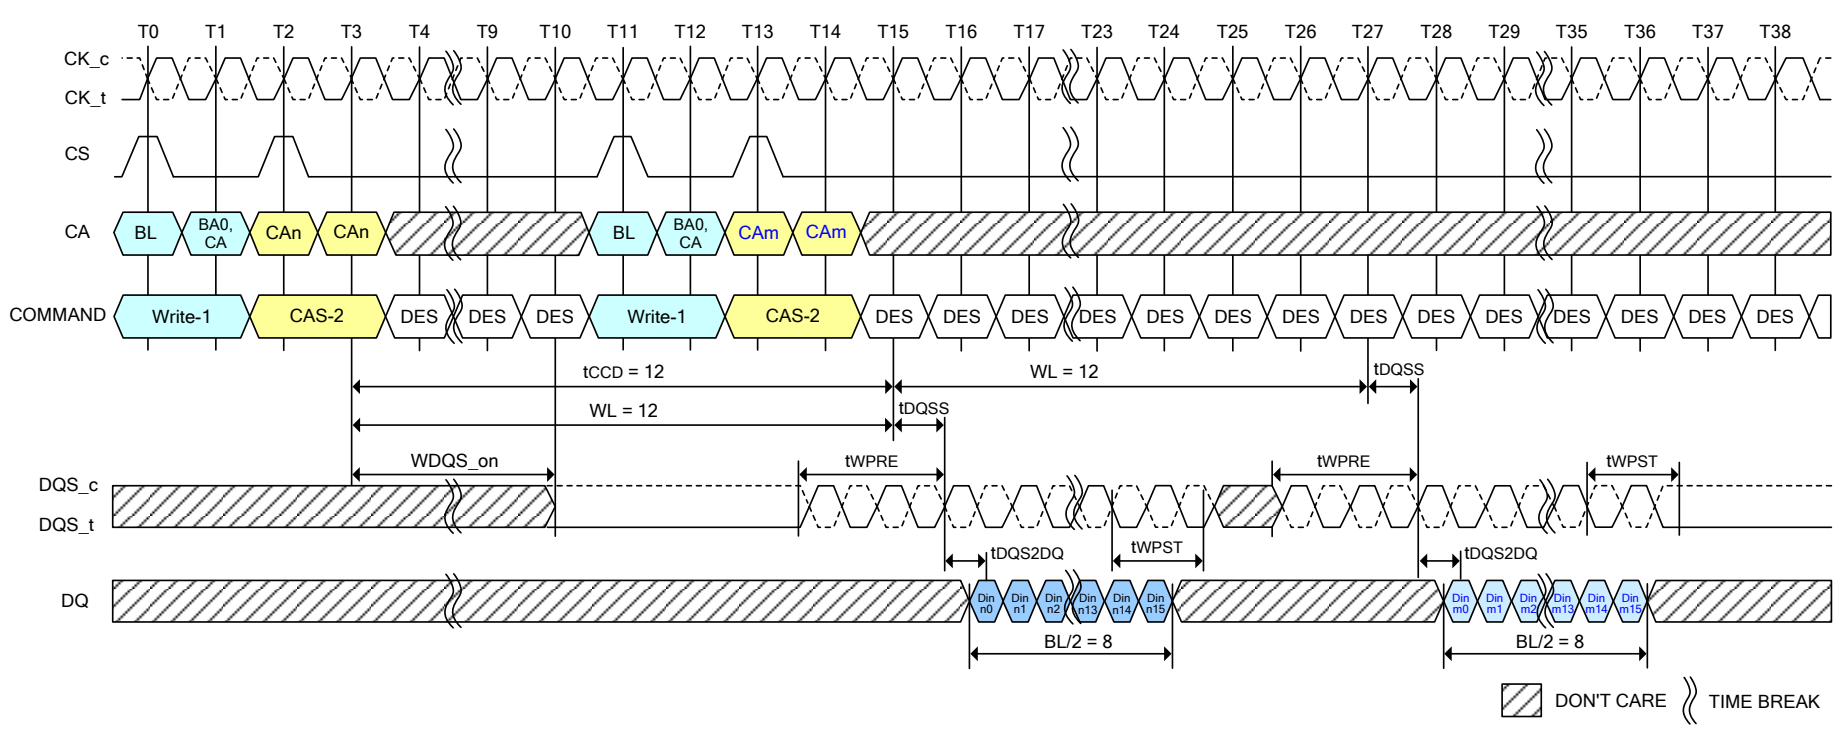 T0 T1 T2 T3 T4 T9 T10 T11 T12 T13 T14 T15 T16 T17 T23 T24 T25 T26 T27 T28 T29 T35 T36 T37 T38
CK_c
CK_t
CS
CA BL BA0, CA CAn CAn BL BA0, CA CAm CAm
COMMAND Write-1 CAS-2 DES DES DES Write-1 CAS-2 DES DES DES DES DES DES DES DES DES DES DES DES DES DES
tCCD = 12 WL = 12 tDQSS
WL = 12 tDQSS
WDQS_on tWPRE tWPRE tWPST
DQS_c
DQS_t
tDQS2DQ tWPST tDQS2DQ
DQ Din n0 Din n1 Din n2 Din n13 Din n14 Din n15 Din m0 Din m1 Din m2 Din m13 Din m14 Din m15
BL/2 = 8 BL/2 = 8
DON'T CARE TIME BREAK